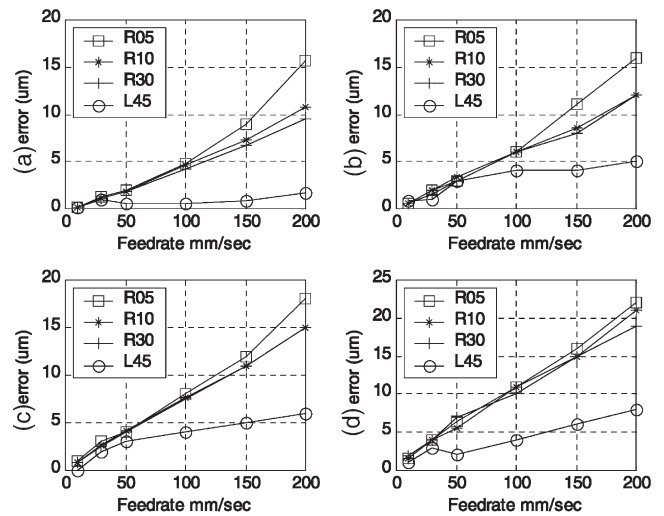 20
15
10
5
0
(a) error (um)
R05
R10
R30
L45
0 50 100 150 200
Feedrate mm/sec
20
15
10
5
0
(b) error (um)
R05
R10
R30
L45
0 50 100 150 200
Feedrate mm/sec
20
15
10
5
0
(c) error (um)
R05
R10
R30
L45
0 50 100 150 200
Feedrate mm/sec
25
20
15
10
5
0
(d) error (um)
R05
R10
R30
L45
0 50 100 150 200
Feedrate mm/sec